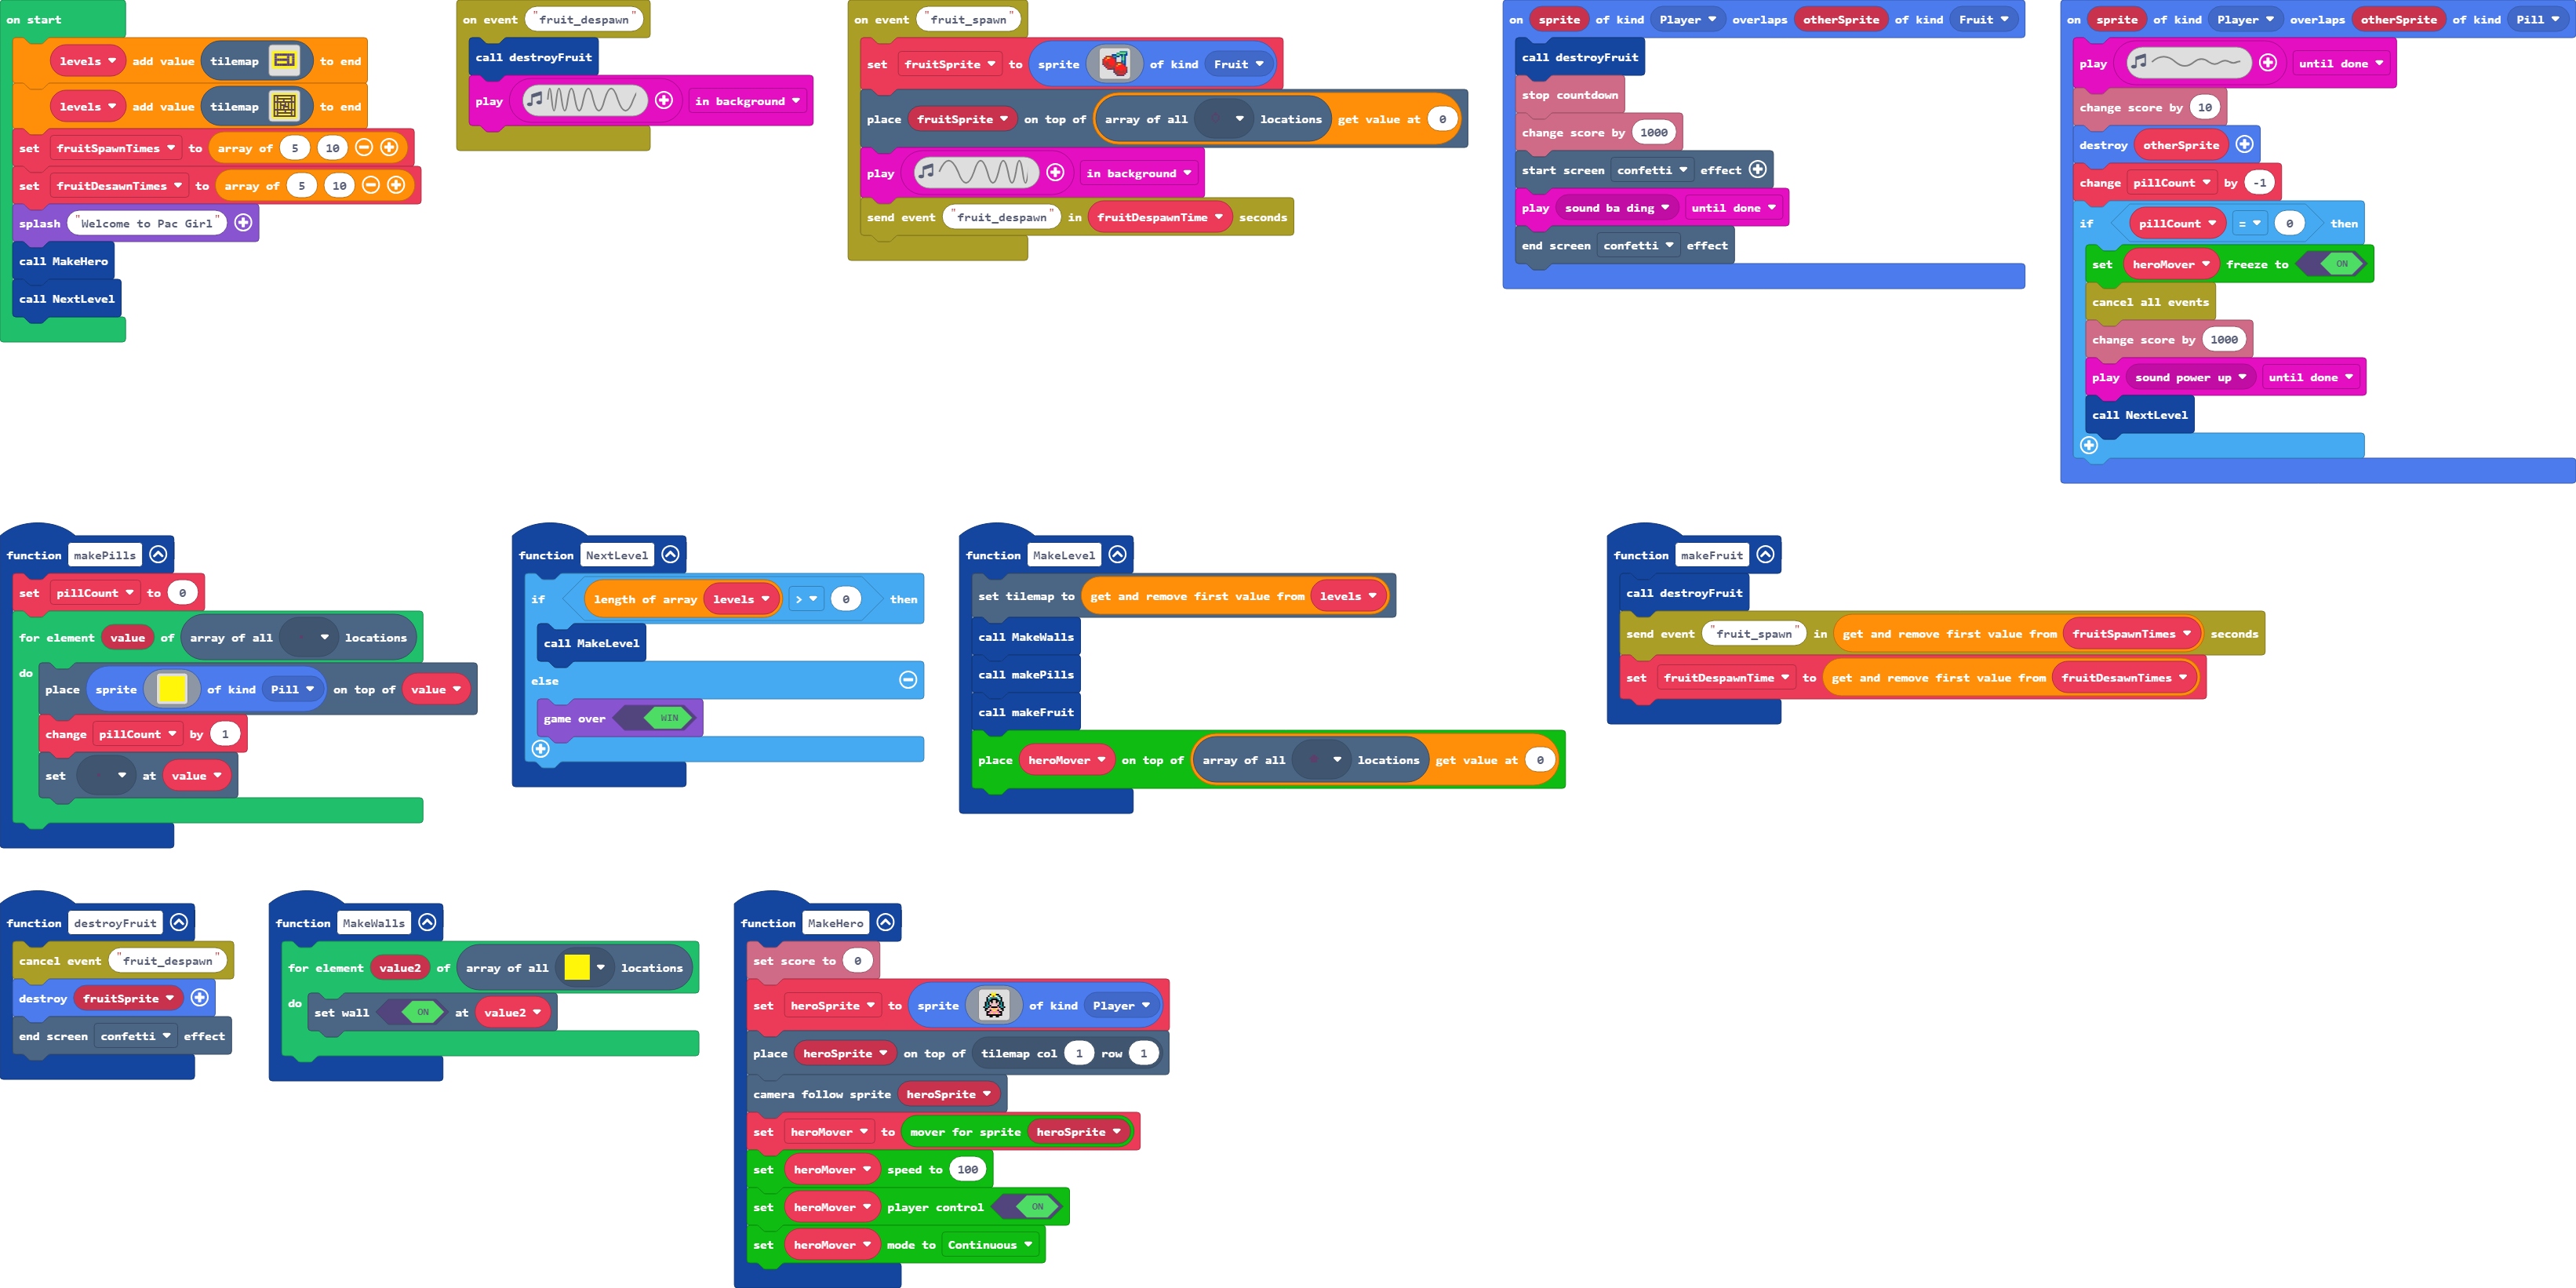 on start
levels add value tilemap to end
levels add value tilemap to end
set fruitSpawnTimes to array of 5 10
set fruitDesawnTimes to array of 5 10
splash "Welcome to Pac Girl"
call MakeHero
call NextLevel
on event "fruit_despawn"
call destroyFruit
play in background
on event "fruit_spawn"
set fruitSprite to sprite of kind Fruit
place fruitSprite on top of array of all locations get value at 0
play in background
send event "fruit_despawn" in fruitDespawnTime seconds
on sprite of kind Player overlaps otherSprite of kind Fruit
call destroyFruit
stop countdown
change score by 1000
start screen confetti effect
play sound ba ding until done
end screen confetti effect
on sprite of kind Player overlaps otherSprite of kind Pill
play until done
change score by 10
destroy otherSprite
change pillCount by -1
if pillCount = 0 then
set heroMover freeze to ON
cancel all events
change score by 1000
play sound power up until done
call NextLevel
function makePills
set pillCount to 0
for element value of array of all locations
do
place sprite of kind Pill on top of value
change pillCount by 1
set at value
function NextLevel
if length of array levels > 0 then
call MakeLevel
else
game over WIN
function MakeLevel
set tilemap to get and remove first value from levels
call MakeWalls
call makePills
call makeFruit
place heroMover on top of array of all locations get value at 0
function makeFruit
call destroyFruit
send event "fruit_spawn" in get and remove first value from fruitSpawnTimes seconds
set fruitDespawnTime to get and remove first value from fruitDesawnTimes
function destroyFruit
cancel event "fruit_despawn"
destroy fruitSprite
end screen confetti effect
function MakeWalls
for element value2 of array of all locations
do
set wall ON at value2
function MakeHero
set score to 0
set heroSprite to sprite of kind Player
place heroSprite on top of tilemap col 1 row 1
camera follow sprite heroSprite
set heroMover to mover for sprite heroSprite
set heroMover speed to 100
set heroMover player control ON
set heroMover mode to Continuous